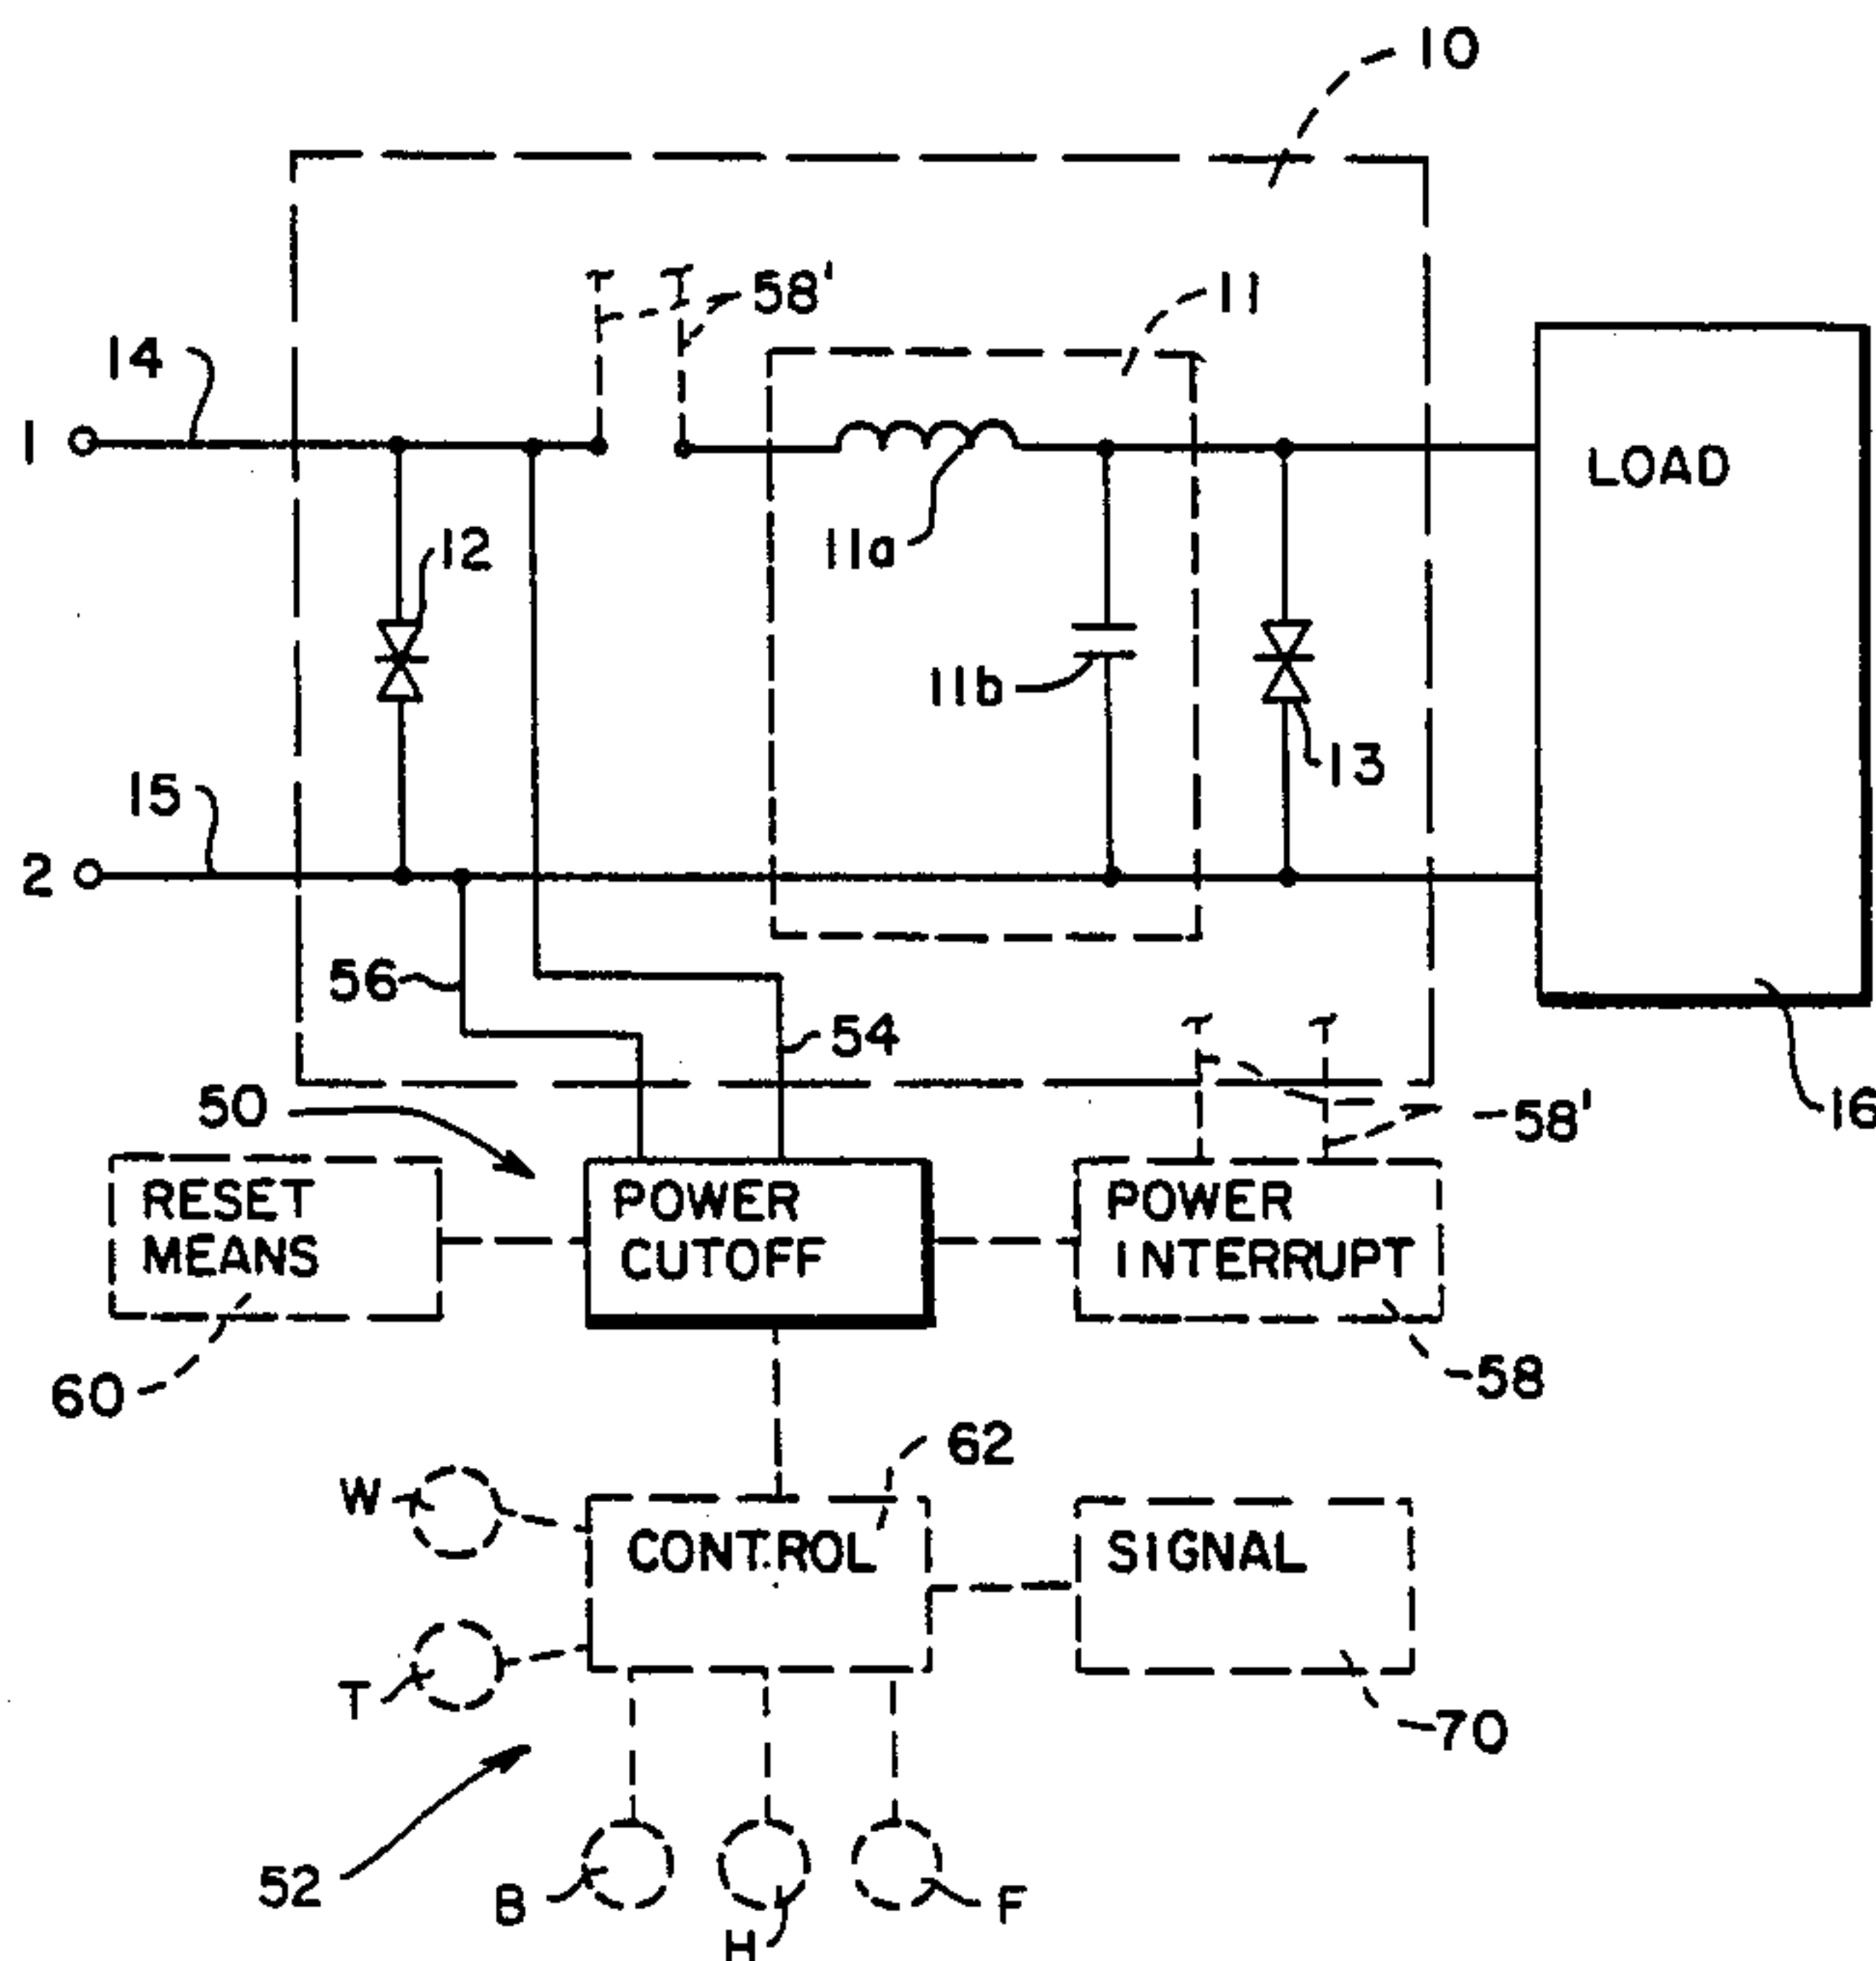 10
58'
11
14
1
LOAD
12
11a
11b
13
15
2
56
54
50
58'
16
RESET
MEANS
POWER
CUTOFF
POWER
INTERRUPT
60
58
62
W
CONTROL
SIGNAL
T
70
52
B
H
F